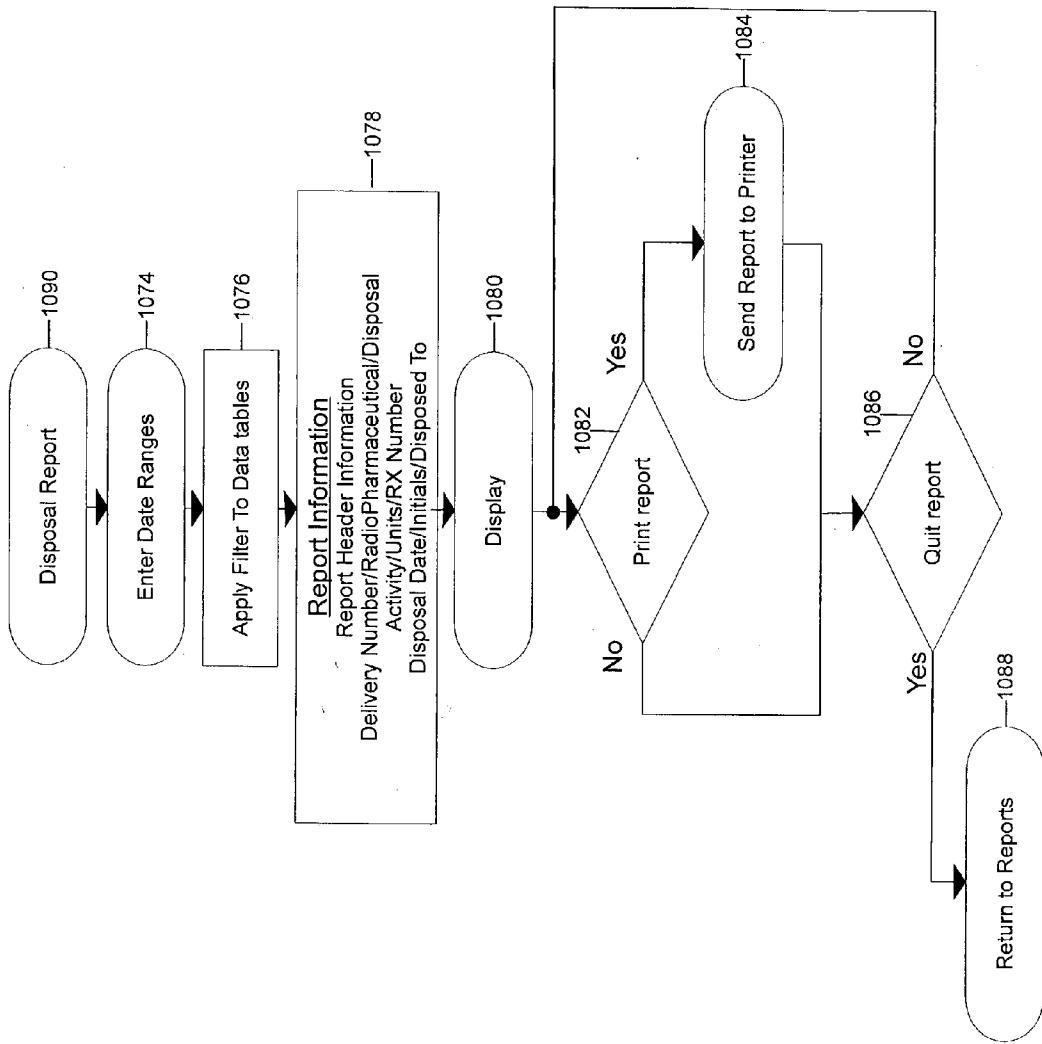 Disposal Report
1090
Enter Date Ranges
1074
Apply Filter To Data tables
1076
Report Information
Report Header Information
Delivery Number/RadioPharmaceutical/Disposal
Activity/Units/RX Number
Disposal Date/Initials/Disposed To
1078
Display
1080
Print report
1082
Yes
No
Send Report to Printer
1084
Quit report
1086
No
Yes
Return to Reports
1088